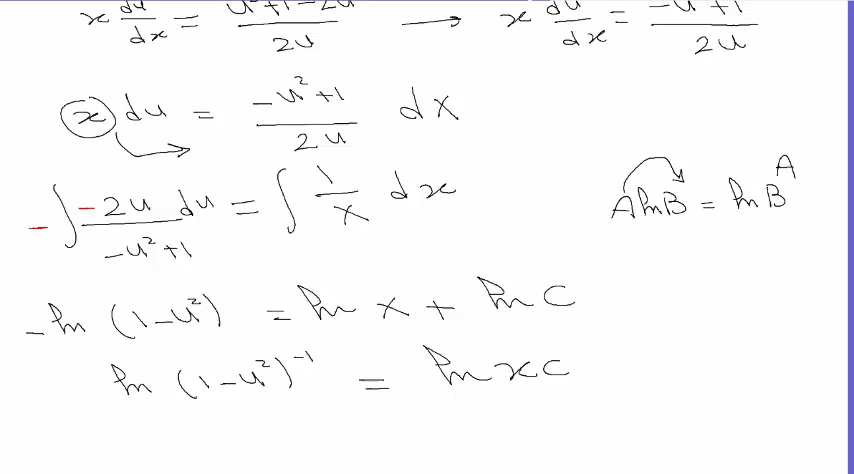 x du/dx = u²+1-2u²/2u → x du/dx = -u²+1/2u
x du = -u²+1/2u dx
-∫ -2u/-u²+1 du = ∫ 1/x dx
A ln B = ln B^A
-ln (1-u²) = ln x + ln C
ln (1-u²)⁻¹ = ln xC